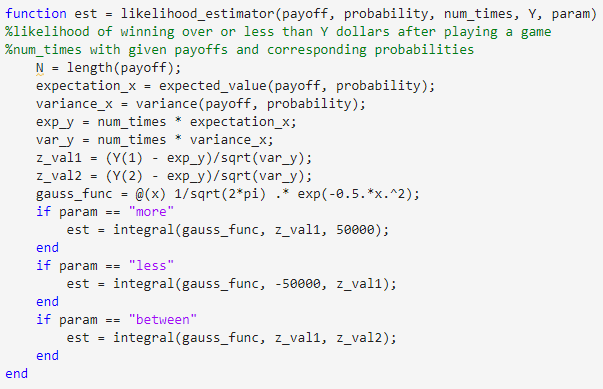 function est = likelihood_estimator(payoff, probability, num_times, Y, param)
%likelihood of winning over or less than Y dollars after playing a game
%num_times with given payoffs and corresponding probabilities
    N = length(payoff);
    expectation_x = expected_value(payoff, probability);
    variance_x = variance(payoff, probability);
    exp_y = num_times * expectation_x;
    var_y = num_times * variance_x;
    z_val1 = (Y(1) - exp_y)/sqrt(var_y);
    z_val2 = (Y(2) - exp_y)/sqrt(var_y);
    gauss_func = @(x) 1/sqrt(2*pi) .* exp(-0.5.*x.^2);
    if param == "more"
        est = integral(gauss_func, z_val1, 50000);
    end
    if param == "less"
        est = integral(gauss_func, -50000, z_val1);
    end
    if param == "between"
        est = integral(gauss_func, z_val1, z_val2);
    end
end